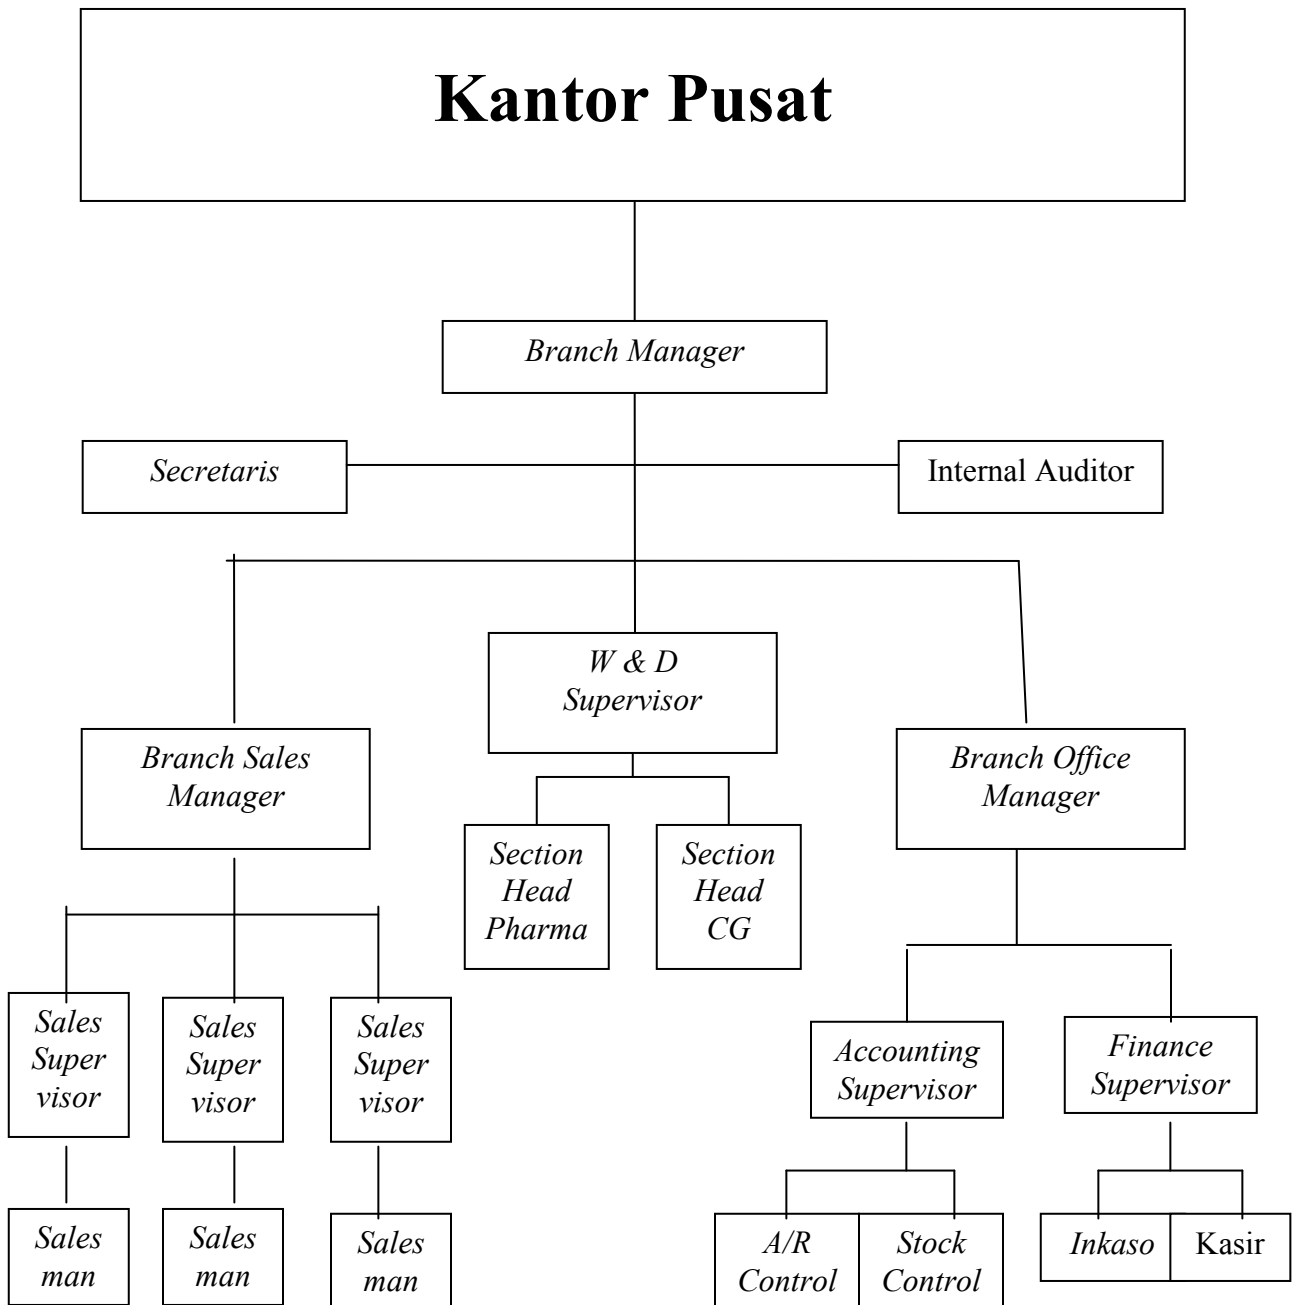 Kantor Pusat
Branch Manager
Secretaris
Internal Auditor
W & D
Supervisor
Branch Sales
Manager
Branch Office
Manager
Section
Head
Pharma
Section
Head
CG
Sales
Super
visor
Sales
Super
visor
Sales
Super
visor
Accounting
Supervisor
Finance
Supervisor
Sales
man
Sales
man
Sales
man
A/R
Control
Stock
Control
Inkaso
Kasir